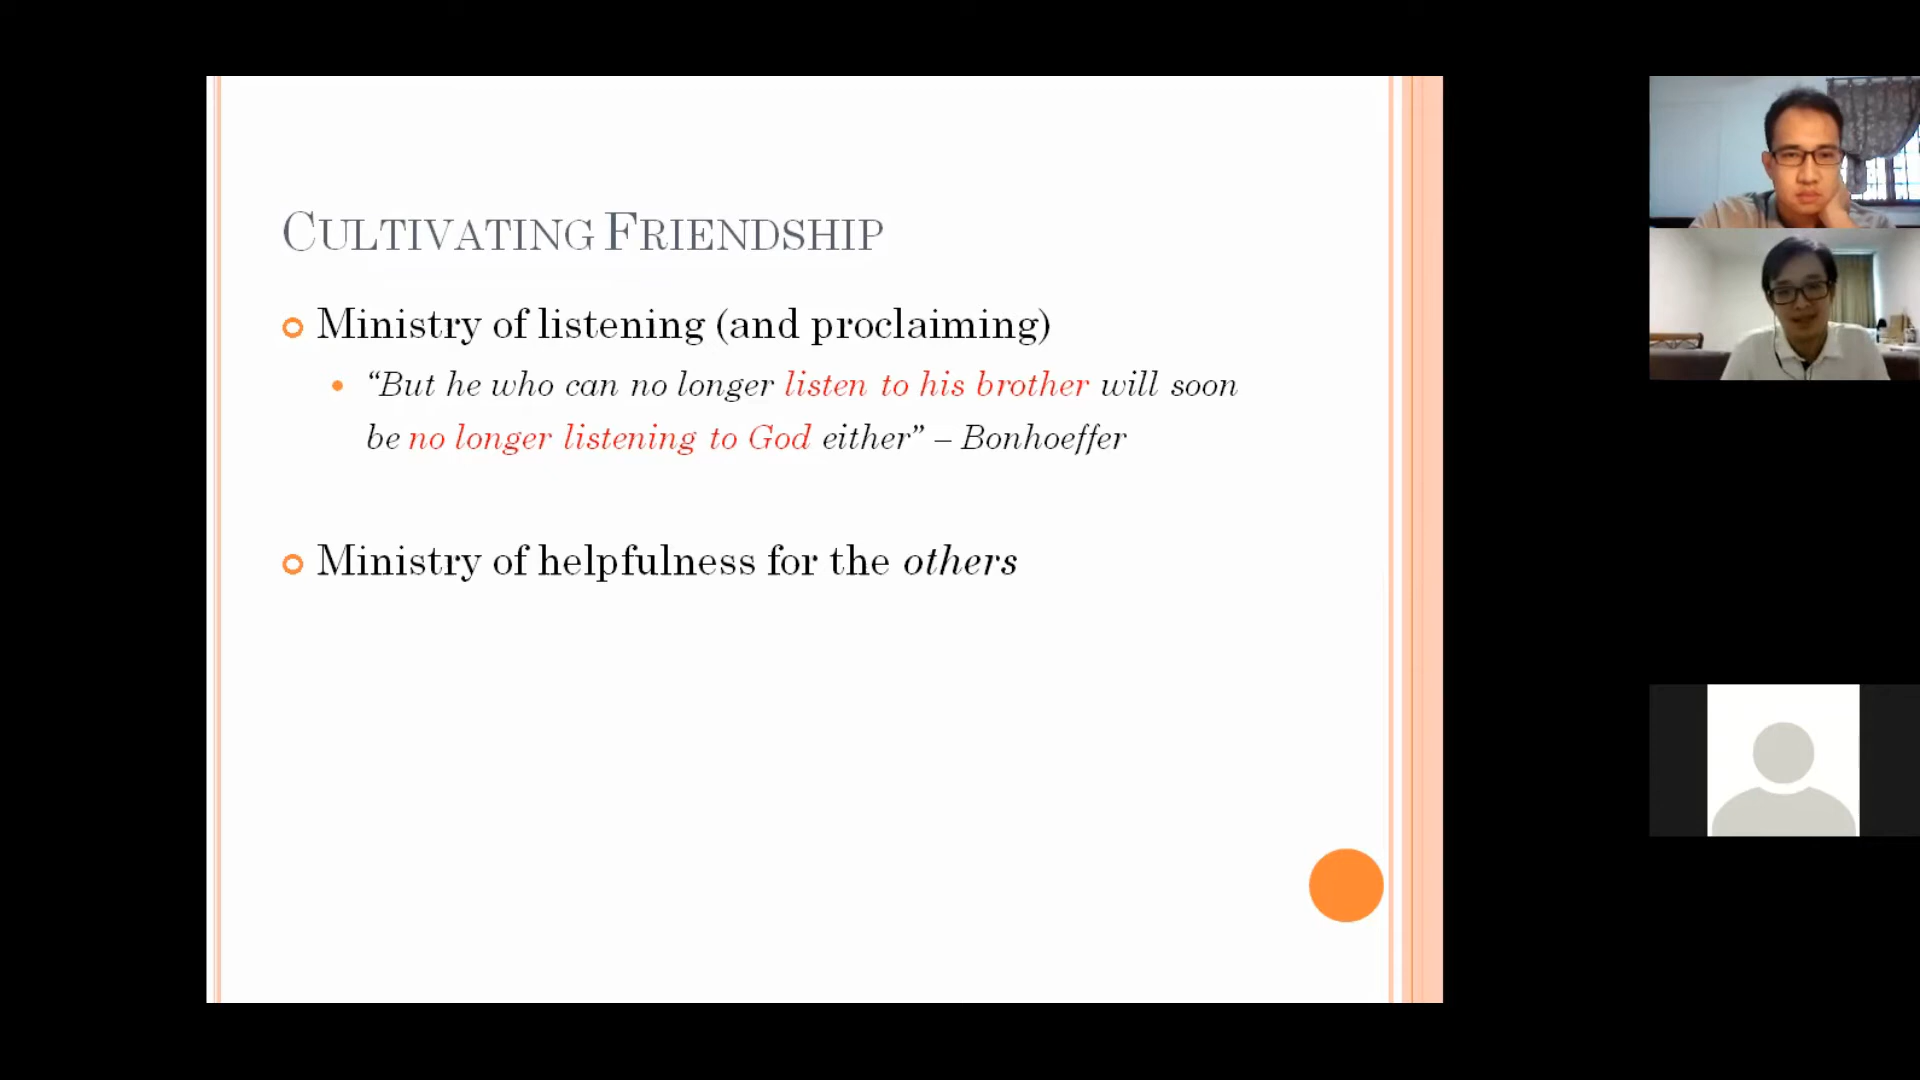 CULTIVATING FRIENDSHIP
Ministry of listening (and proclaiming)
“But he who can no longer listen to his brother will soon
be no longer listening to God either” – Bonhoeffer
Ministry of helpfulness for the others